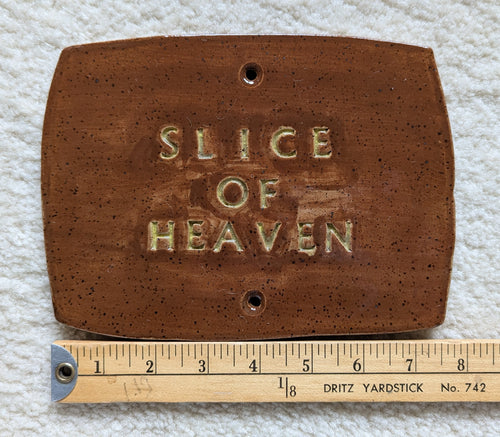 SLICE
OF
HEAVEN
1 2 3 4 5 6 7 8
1/8 DRITZ YARDSTICK No. 742